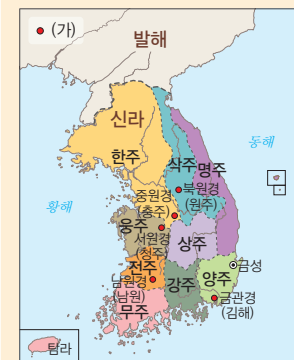 (가)
발해
신라
한주
삭주
명주
동해
북원경
(원주)
중원경
(충주)
황해
웅주
서원경
(청주)
상주
금성
전주
남원경
(남원)
강주
양주
무주
금관경
(김해)
탐라